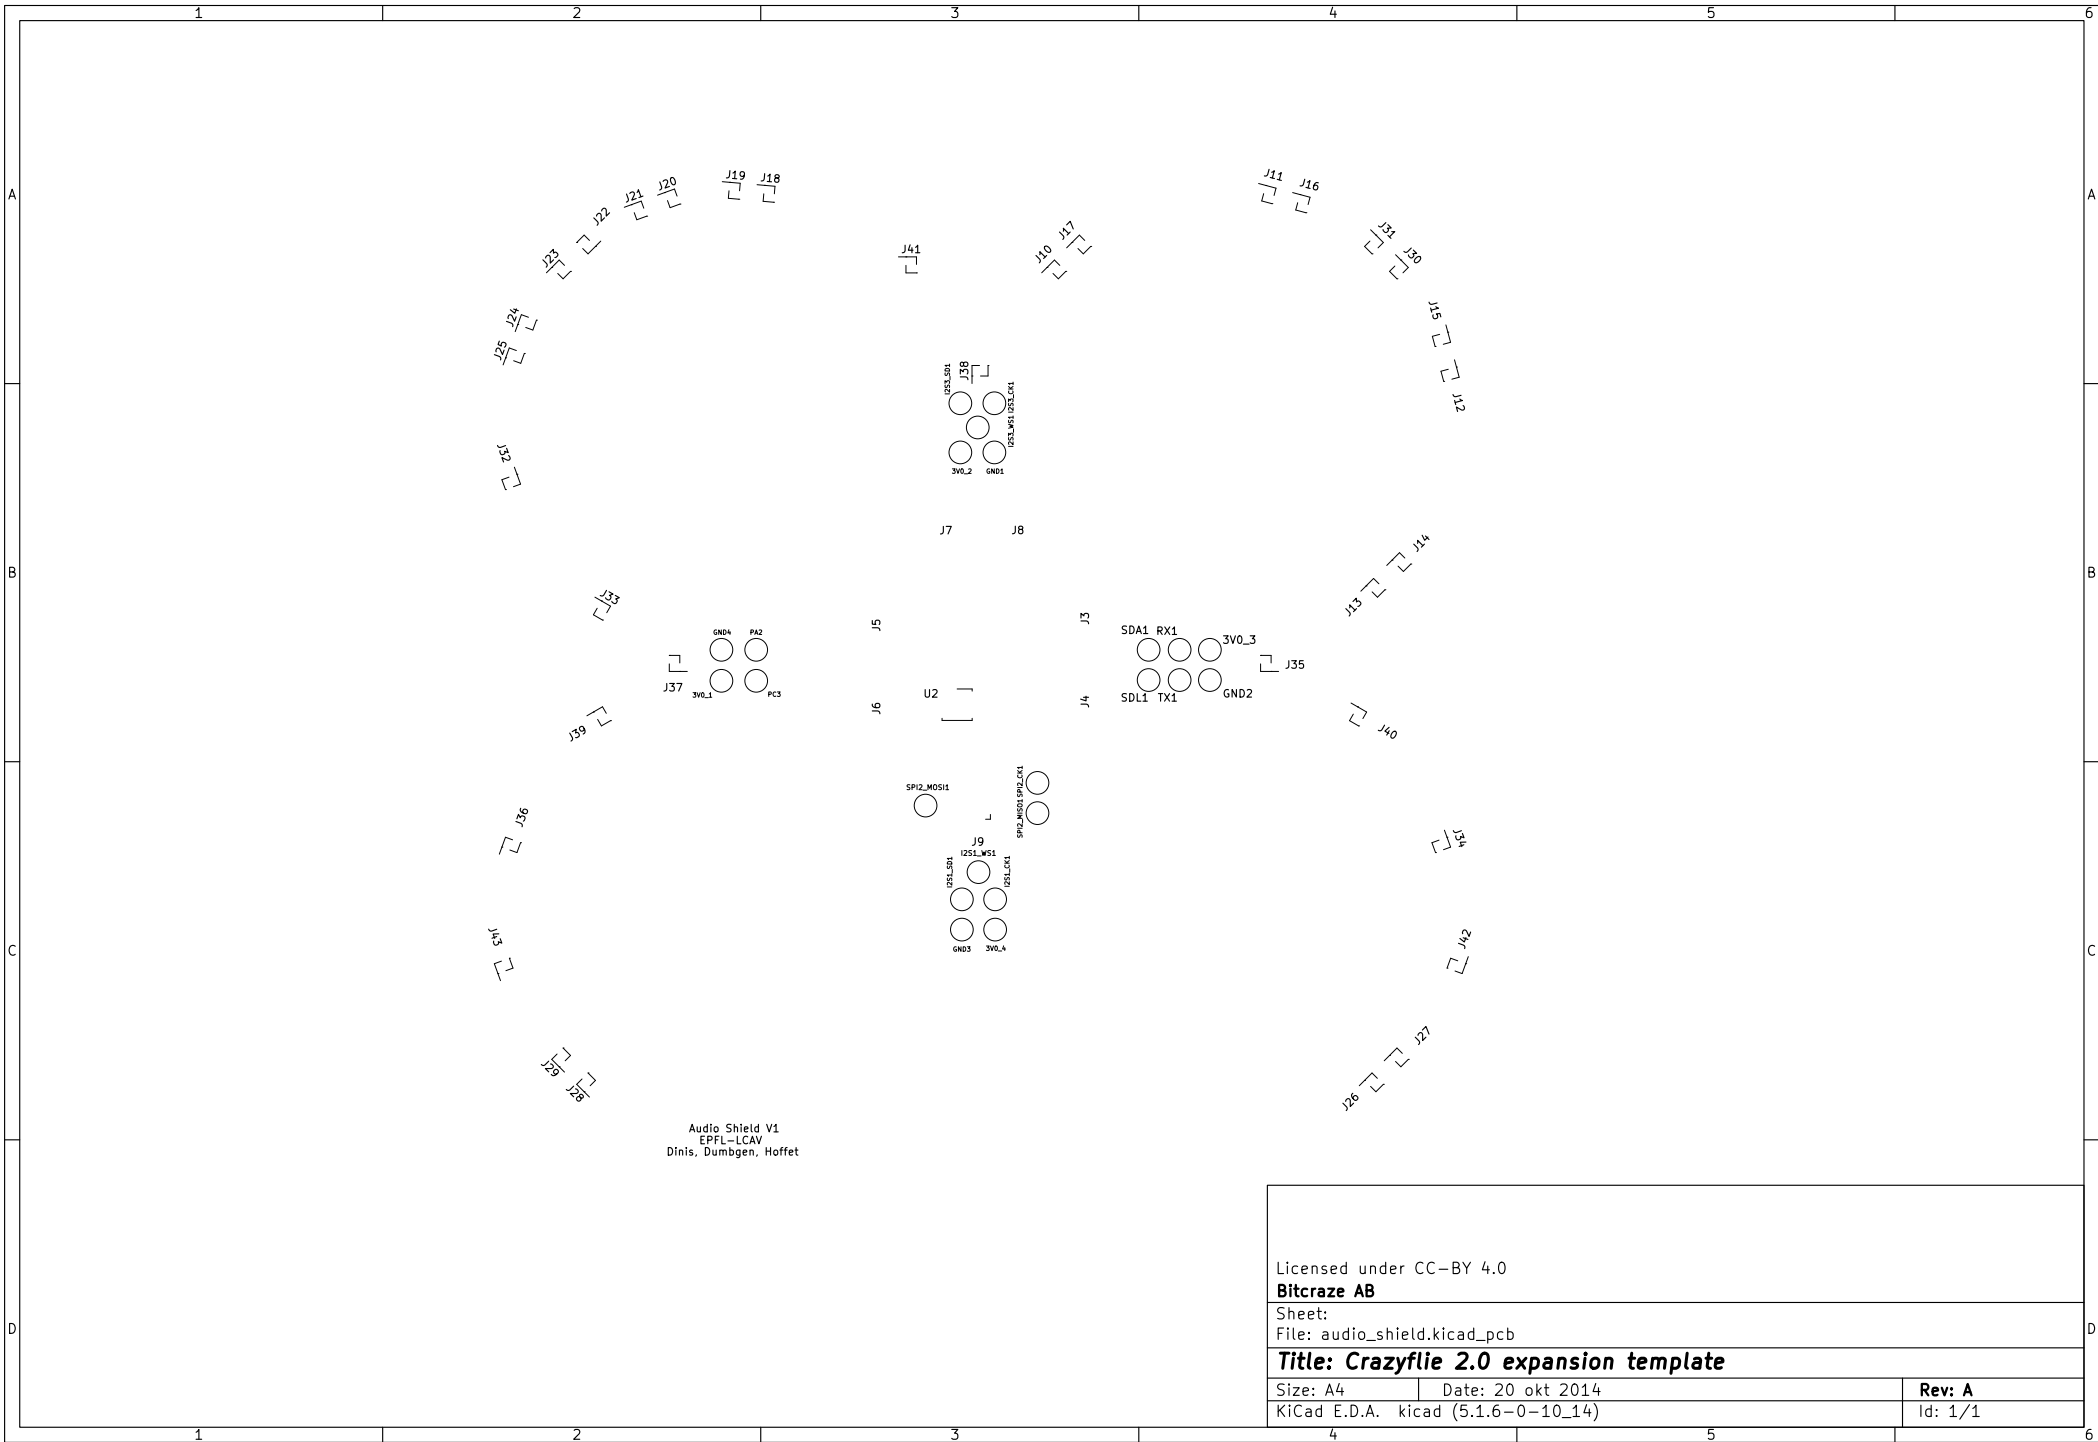 1 2 3 4 5 6
A A
J19 J18
J20
J21
J22
J23
J24
J25
J11 J16
J17
J10
J31
J30
J41
J15
J12
J38
I2S3_SD1
I2S3_CK1
I2S3_WS1
3V0_2 GND1
J32
J7 J8
B B
J14
J13
J33
J5
J3
GND4 PA2
SDA1 RX1
3V0_3
J37
3V0_1
PC3
J35
U2
SDL1 TX1
GND2
J6
J4
J39
J40
SPI2_MOSI1
SPI2_CK1
SPI2_MISO1
J36
J34
J9
I2S1_WS1
I2S1_SD1
I2S1_CK1
GND3 3V0_4
J43
J42
C C
J29
J28
J27
J26
Audio Shield V1
EPFL-LCAV
Dinis, Dumbgen, Hoffet
Licensed under CC-BY 4.0
Bitcraze AB
Sheet:
File: audio_shield.kicad_pcb
D D
Title: Crazyflie 2.0 expansion template
Size: A4 Date: 20 okt 2014 Rev: A
KiCad E.D.A. kicad (5.1.6-0-10_14) Id: 1/1
1 2 3 4 5 6